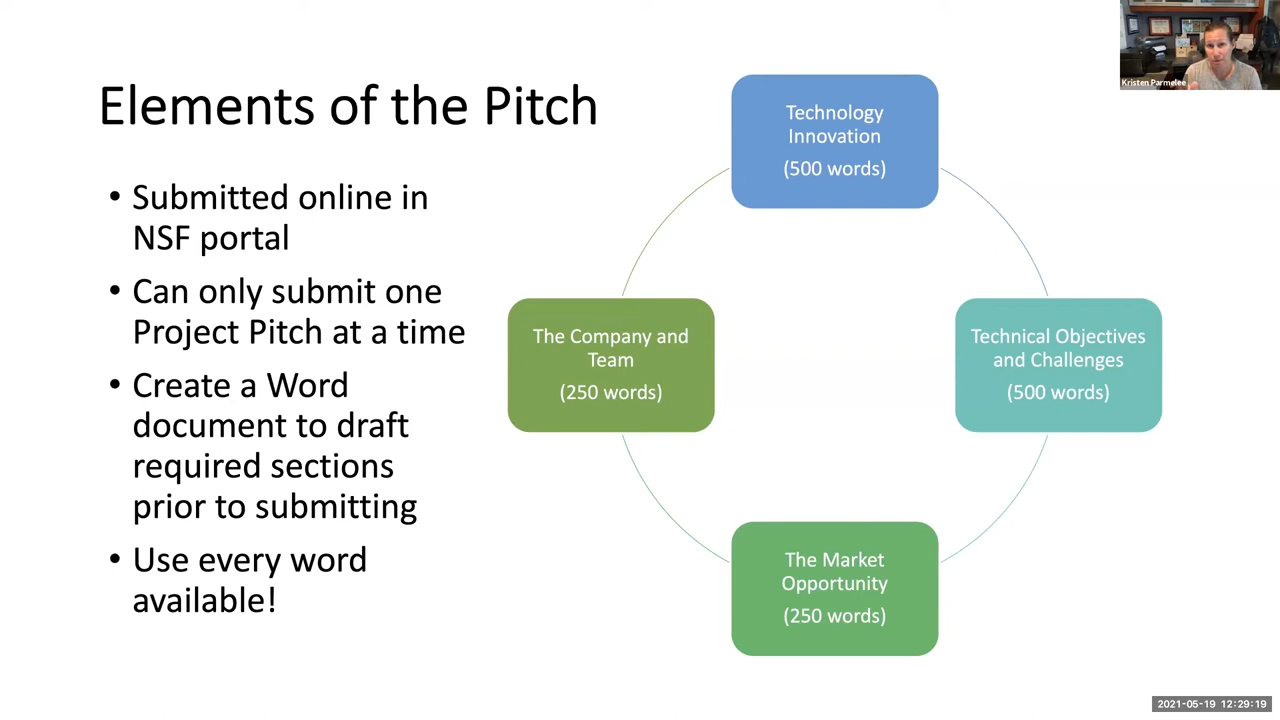 Elements of the Pitch
• Submitted online in
NSF portal
• Can only submit one
Project Pitch at a time
• Create a Word
document to draft
required sections
prior to submitting
• Use every word
available!
Technology
Innovation
(500 words)
Technical Objectives
and Challenges
(500 words)
The Market
Opportunity
(250 words)
The Company and
Team
(250 words)
Kristen Parmelee
2021-05-19 12:29:19